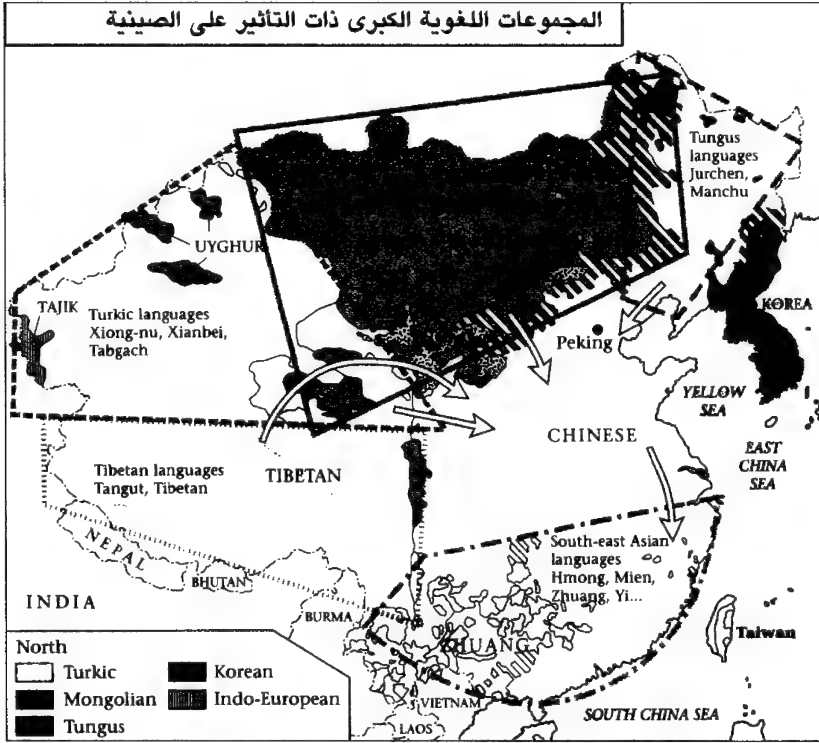 المجموعات اللغوية الكبرى ذات التأثير على الصينية
Tungus
languages
Jurchen,
Manchu
UYGHUR
TAJIK
Turkic languages
Xiong-nu, Xianbei,
Tabgach
KOREA
Peking
YELLOW
SEA
CHINESE
EAST
CHINA
SEA
Tibetan languages
Tangut, Tibetan
TIBETAN
NEPAL
BHUTAN
INDIA
BURMA
South-east Asian
languages
Hmong, Mien,
Zhuang, Yi...
ZHUANG
Taiwan
VIETNAM
LAOS
SOUTH CHINA SEA
North
Turkic
Korean
Mongolian
Indo-European
Tungus